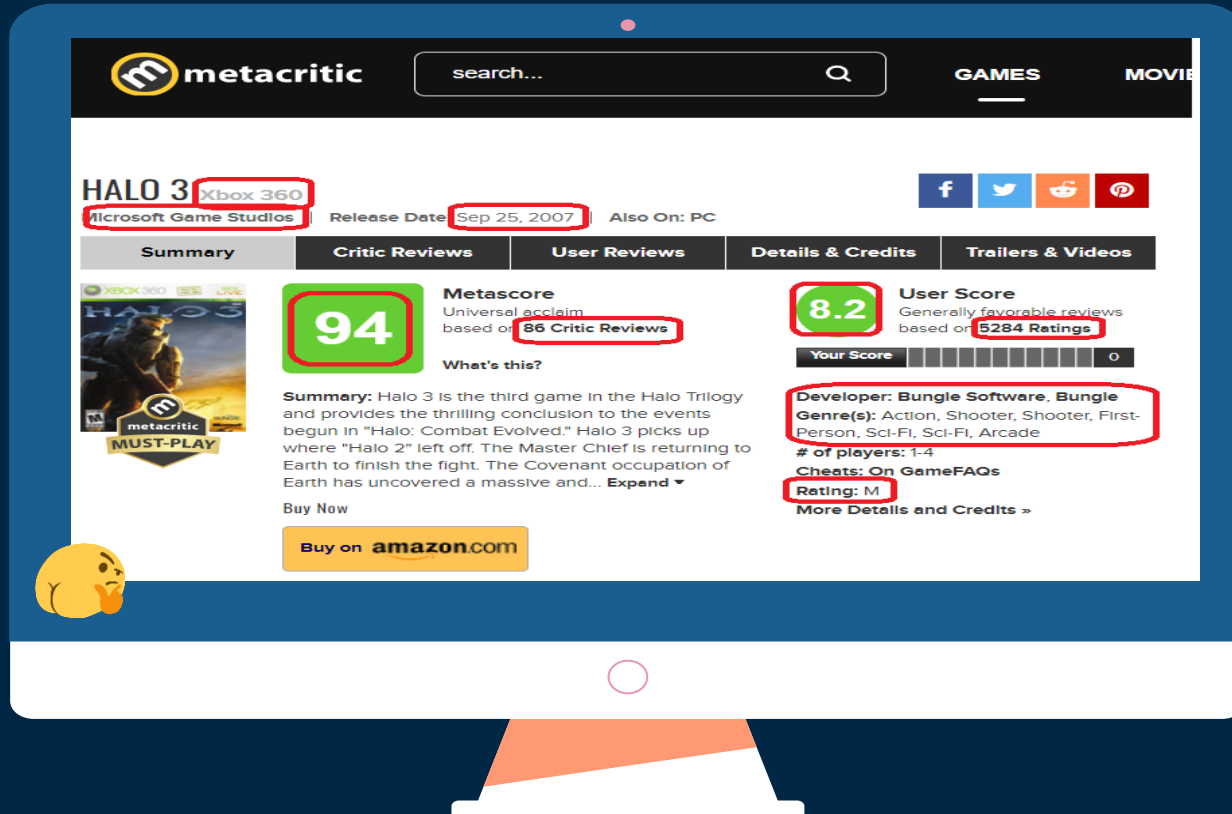 metacritic
search...
GAMES
MOVIE
HALO 3 Xbox 360
Microsoft Game Studios | Release Date: Sep 25, 2007 | Also On: PC
Summary
Critic Reviews
User Reviews
Details & Credits
Trailers & Videos
XBOX 360 LIVE
HALO 3
metacritic
MUST-PLAY
94
Metascore
Universal acclaim
based on 86 Critic Reviews
What's this?
Summary: Halo 3 is the third game in the Halo Trilogy
and provides the thrilling conclusion to the events
begun in "Halo: Combat Evolved." Halo 3 picks up
where "Halo 2" left off. The Master Chief is returning to
Earth to finish the fight. The Covenant occupation of
Earth has uncovered a massive and... Expand
Buy Now
Buy on amazon.com
8.2
User Score
Generally favorable reviews
based on 5284 Ratings
Your Score 0
Developer: Bungie Software, Bungie
Genre(s): Action, Shooter, Shooter, First-
Person, Sci-Fi, Sci-Fi, Arcade
# of players: 1-4
Cheats: On GameFAQs
Rating: M
More Details and Credits »